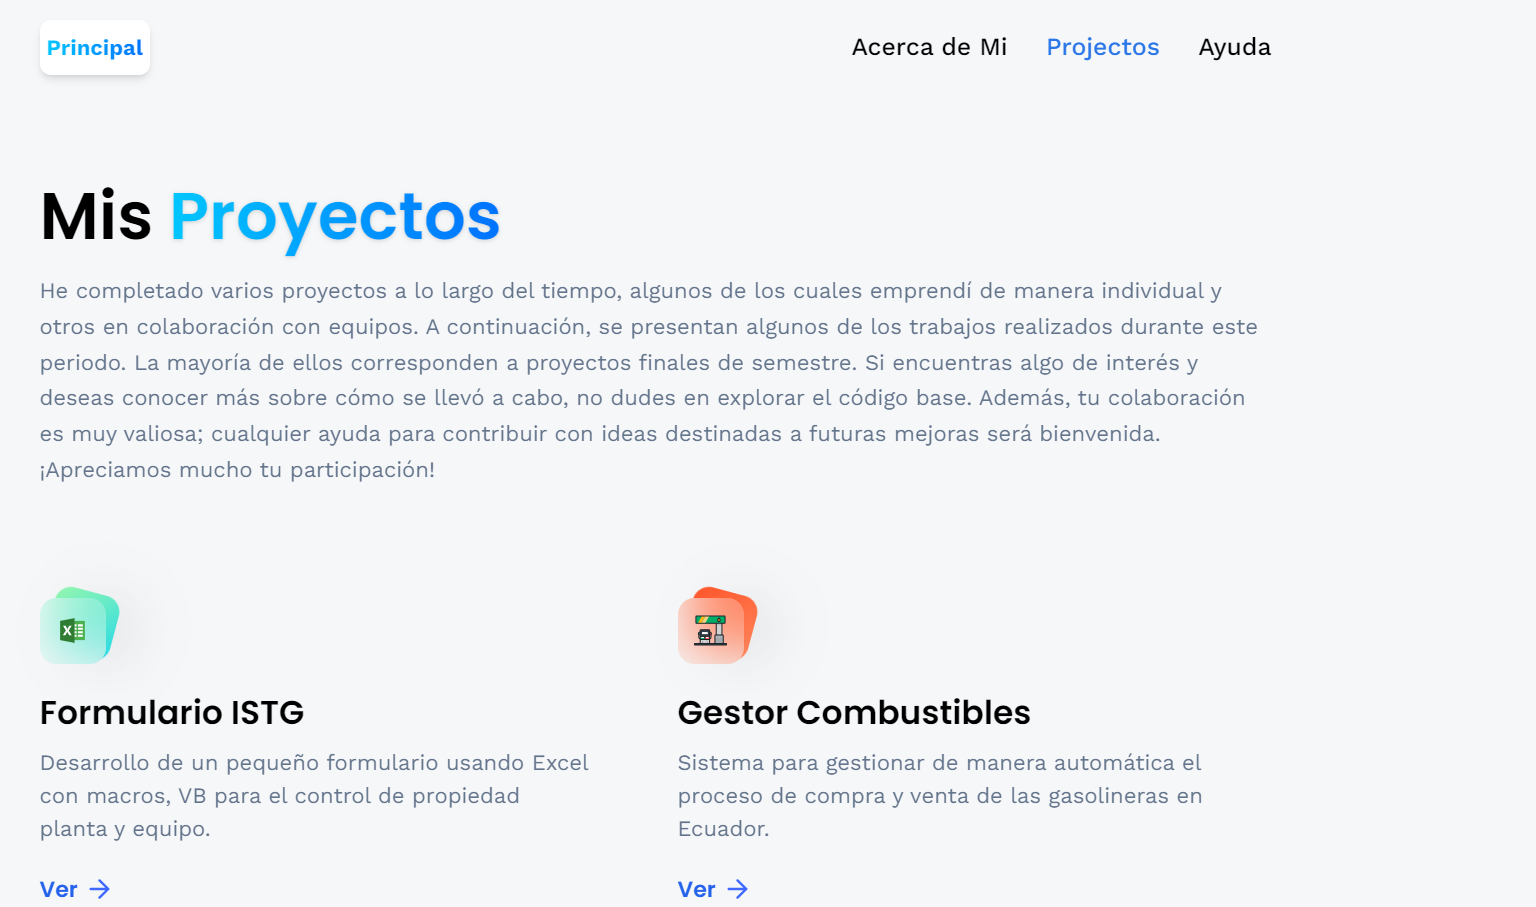 Principal
Acerca de Mi
Projectos
Ayuda
Mis Proyectos
He completado varios proyectos a lo largo del tiempo, algunos de los cuales emprendí de manera individual y
otros en colaboración con equipos. A continuación, se presentan algunos de los trabajos realizados durante este
periodo. La mayoría de ellos corresponden a proyectos finales de semestre. Si encuentras algo de interés y
deseas conocer más sobre cómo se llevó a cabo, no dudes en explorar el código base. Además, tu colaboración
es muy valiosa; cualquier ayuda para contribuir con ideas destinadas a futuras mejoras será bienvenida.
¡Apreciamos mucho tu participación!
X
Formulario ISTG
Desarrollo de un pequeño formulario usando Excel
con macros, VB para el control de propiedad
planta y equipo.
Ver
Gestor Combustibles
Sistema para gestionar de manera automática el
proceso de compra y venta de las gasolineras en
Ecuador.
Ver